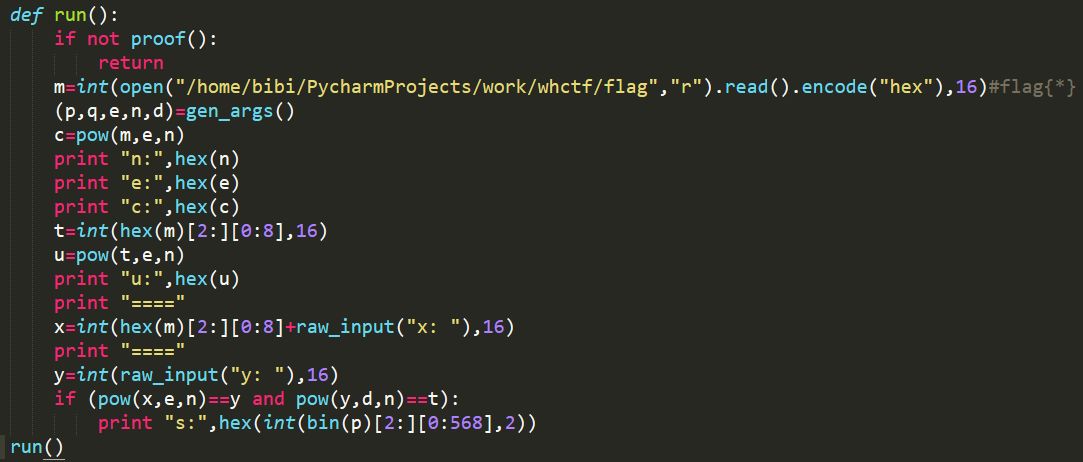 def run():
    if not proof():
        return
    m=int(open("/home/bibi/PycharmProjects/work/whctf/flag","r").read().encode("hex"),16)#flag{*}
    (p,q,e,n,d)=gen_args()
    c=pow(m,e,n)
    print "n:",hex(n)
    print "e:",hex(e)
    print "c:",hex(c)
    t=int(hex(m)[2:][0:8],16)
    u=pow(t,e,n)
    print "u:",hex(u)
    print "===="
    x=int(hex(m)[2:][0:8]+raw_input("x: "),16)
    print "===="
    y=int(raw_input("y: "),16)
    if (pow(x,e,n)==y and pow(y,d,n)==t):
        print "s:",hex(int(bin(p)[2:][0:568],2))
run()